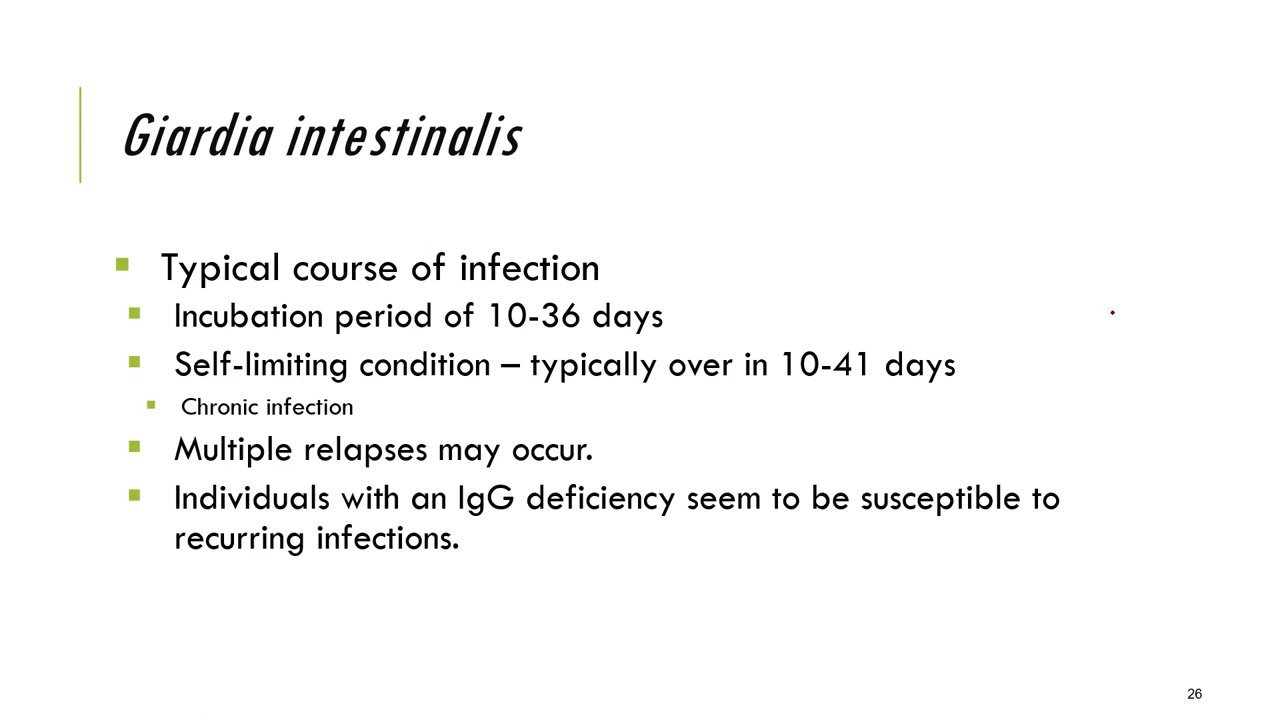 Giardia intestinalis
Typical course of infection
Incubation period of 10-36 days
Self-limiting condition – typically over in 10-41 days
Chronic infection
Multiple relapses may occur.
Individuals with an IgG deficiency seem to be susceptible to
recurring infections.
26